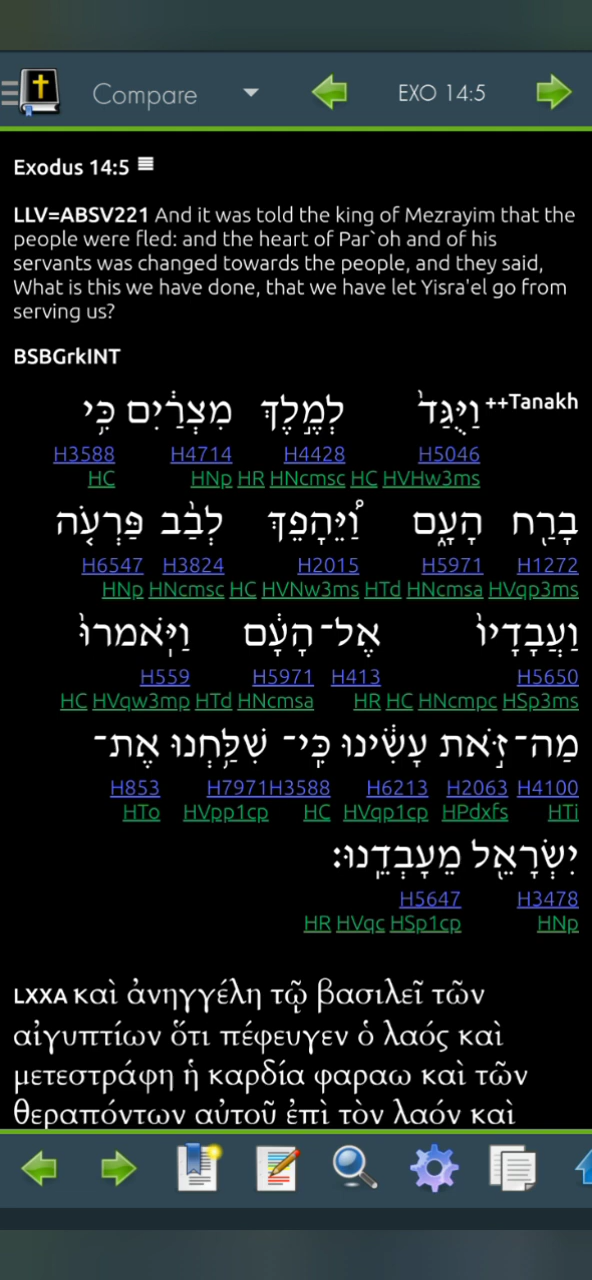 Compare
EXO 14:5
Exodus 14:5
LLV=ABSV221 And it was told the king of Mezrayim that the
people were fled: and the heart of Par`oh and of his
servants was changed towards the people, and they said,
What is this we have done, that we have let Yisra'el go from
serving us?
BSBGrkINT
++Tanakh וַיֻּגַּד֙ לְמֶ֣לֶךְ מִצְרַ֔יִם כִּ֥י
H3588 H4714 H4428 H5046
HC HNp HR HNcmsc HC HVHw3ms
בָרַ֖ח הָעָ֑ם וַ֠יֵּהָפֵךְ לְבַ֨ב פַּרְעֹ֤ה
H6547 H3824 H2015 H5971 H1272
HNp HNcmsc HC HVNw3ms HTd HNcmsa HVqp3ms
וַעֲבָדָיו֙ אֶל־הָעָ֔ם וַיֹּֽאמרוּ֙
H559 H5971 H413 H5650
HC HVqw3mp HTd HNcmsa HR HC HNcmpc HSp3ms
מַה־זֹּ֣את עָשִׂ֔ינוּ כִּֽי־ שִׁלַּ֥חְנוּ אֶת־
H853 H7971H3588 H6213 H2063 H4100
HTo HVpp1cp HC HVqp1cp HPdxfs HTi
יִשְׂרָאֵ֖ל מֵעָבְדֵֽנוּ׃
H5647 H3478
HR HVqc HSp1cp HNp
LXXA καὶ ἀνηγγέλη τῷ βασιλεῖ τῶν
αἰγυπτίων ὅτι πέφευγεν ὁ λαός καὶ
μετεστράφη ἡ καρδία φαραω καὶ τῶν
θεραπόντων αὐτοῦ ἐπὶ τὸν λαόν καὶ